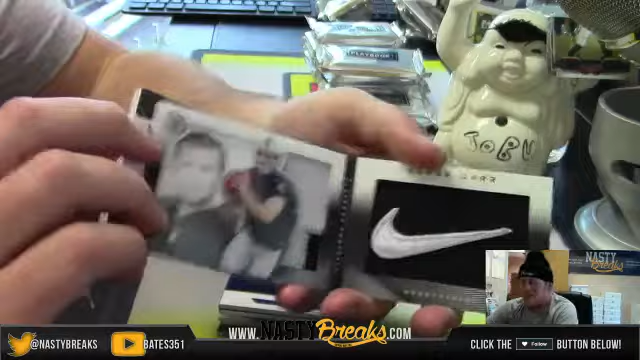 PLAYBOOK
JOBU
NASTY
Breaks
@NASTYBREAKS
BATES351
WWW.NASTYBreaks.COM
CLICK THE Follow BUTTON BELOW!